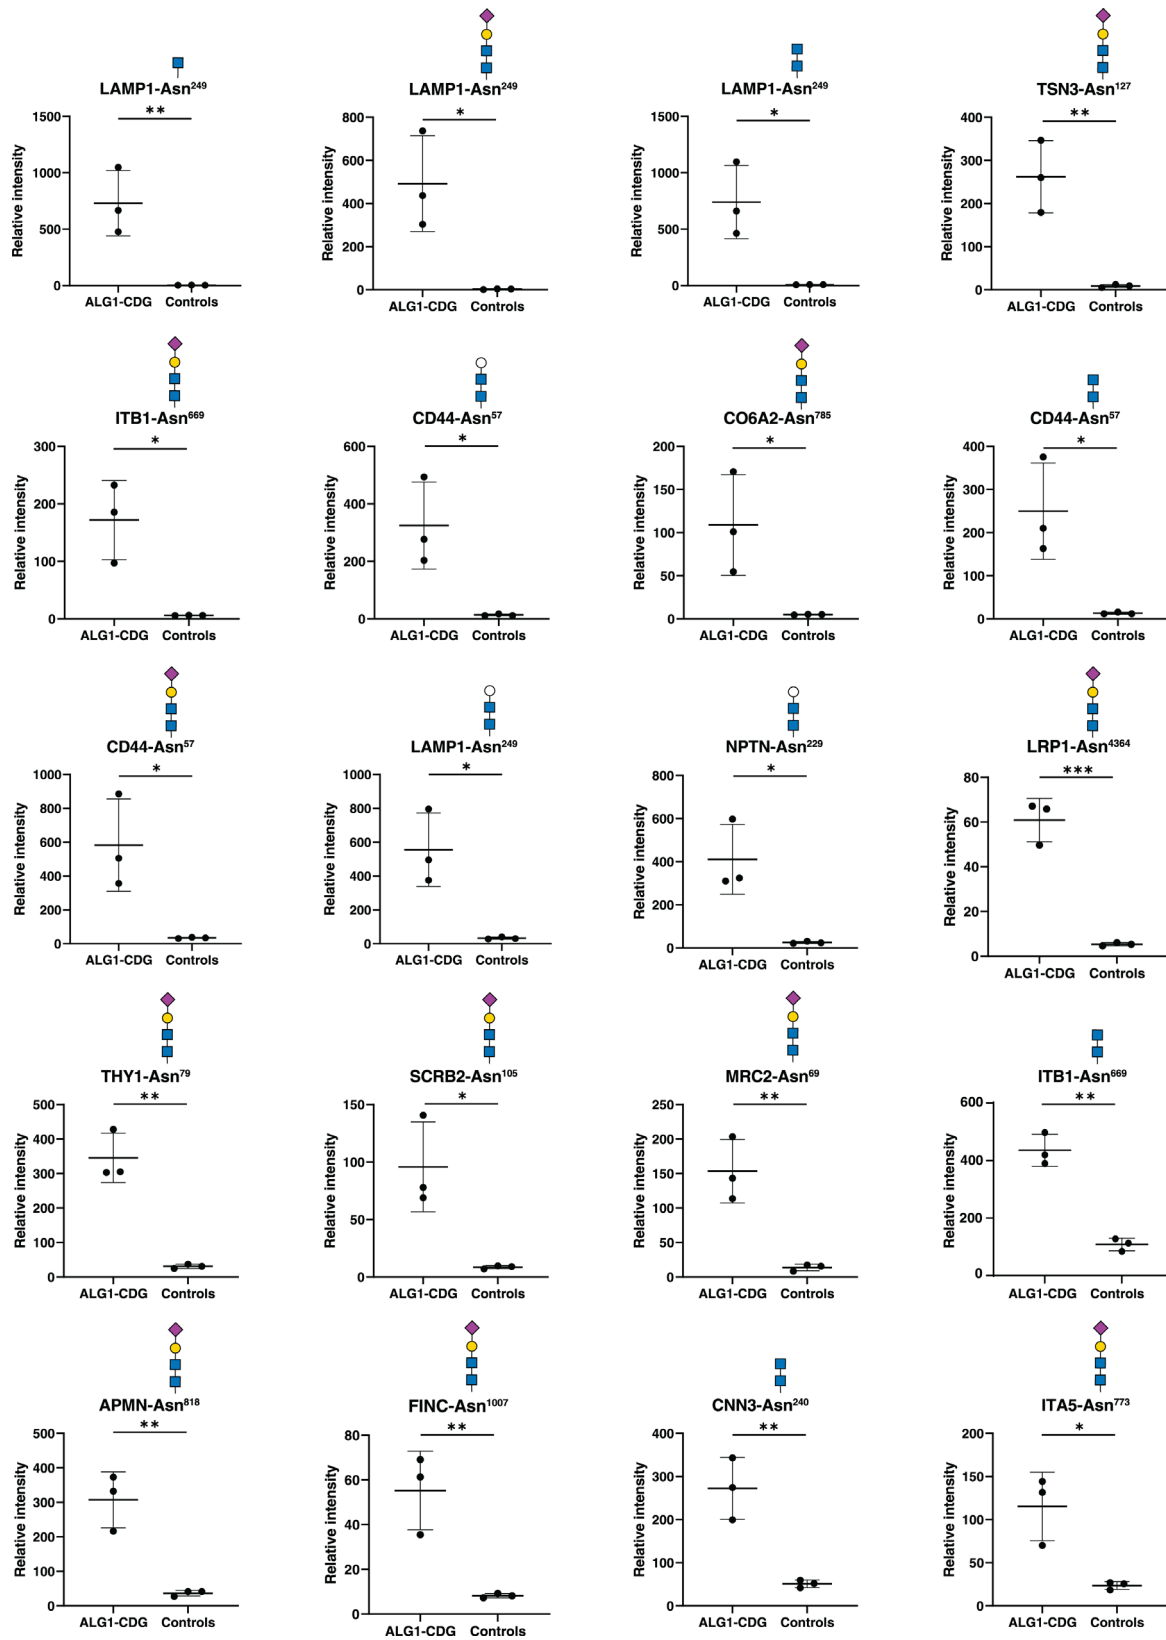 LAMP1-Asn²⁴⁹
**
1500
1000
500
0
Relative intensity
ALG1-CDG Controls
LAMP1-Asn²⁴⁹
*
800
600
400
200
0
Relative intensity
ALG1-CDG Controls
LAMP1-Asn²⁴⁹
*
1500
1000
500
0
Relative intensity
ALG1-CDG Controls
TSN3-Asn¹²⁷
**
400
300
200
100
0
Relative intensity
ALG1-CDG Controls
ITB1-Asn⁶⁶⁹
*
300
200
100
0
Relative intensity
ALG1-CDG Controls
CD44-Asn⁵⁷
*
600
400
200
0
Relative intensity
ALG1-CDG Controls
CO6A2-Asn⁷⁸⁵
*
200
150
100
50
0
Relative intensity
ALG1-CDG Controls
CD44-Asn⁵⁷
*
400
300
200
100
0
Relative intensity
ALG1-CDG Controls
CD44-Asn⁵⁷
*
1000
800
600
400
200
0
Relative intensity
ALG1-CDG Controls
LAMP1-Asn²⁴⁹
*
1000
800
600
400
200
0
Relative intensity
ALG1-CDG Controls
NPTN-Asn²²⁹
*
800
600
400
200
0
Relative intensity
ALG1-CDG Controls
LRP1-Asn⁴³⁶⁴
***
80
60
40
20
0
Relative intensity
ALG1-CDG Controls
THY1-Asn⁷⁹
**
500
400
300
200
100
0
Relative intensity
ALG1-CDG Controls
SCRB2-Asn¹⁰⁵
*
150
100
50
0
Relative intensity
ALG1-CDG Controls
MRC2-Asn⁶⁹
**
250
200
150
100
50
0
Relative intensity
ALG1-CDG Controls
ITB1-Asn⁶⁶⁹
**
600
400
200
0
Relative intensity
ALG1-CDG Controls
APMN-Asn⁸¹⁸
**
500
400
300
200
100
0
Relative intensity
ALG1-CDG Controls
FINC-Asn¹⁰⁰⁷
**
80
60
40
20
0
Relative intensity
ALG1-CDG Controls
CNN3-Asn²⁴⁰
**
400
300
200
100
0
Relative intensity
ALG1-CDG Controls
ITA5-Asn⁷⁷³
*
200
150
100
50
0
Relative intensity
ALG1-CDG Controls